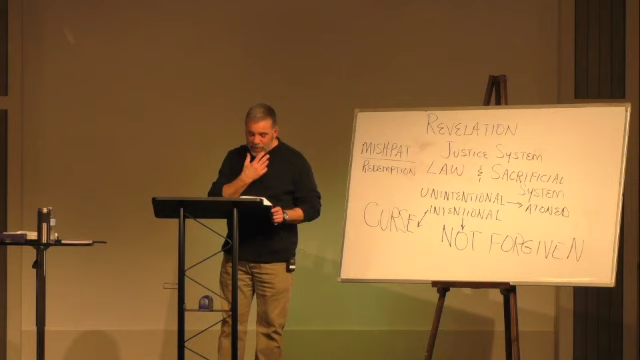 REVELATION
MISHPAT JUSTICE SYSTEM
REDEMPTION LAW & SACRIFICIAL
SYSTEM
UNINTENTIONAL → ATONED
CURSE INTENTIONAL
NOT FORGIVEN